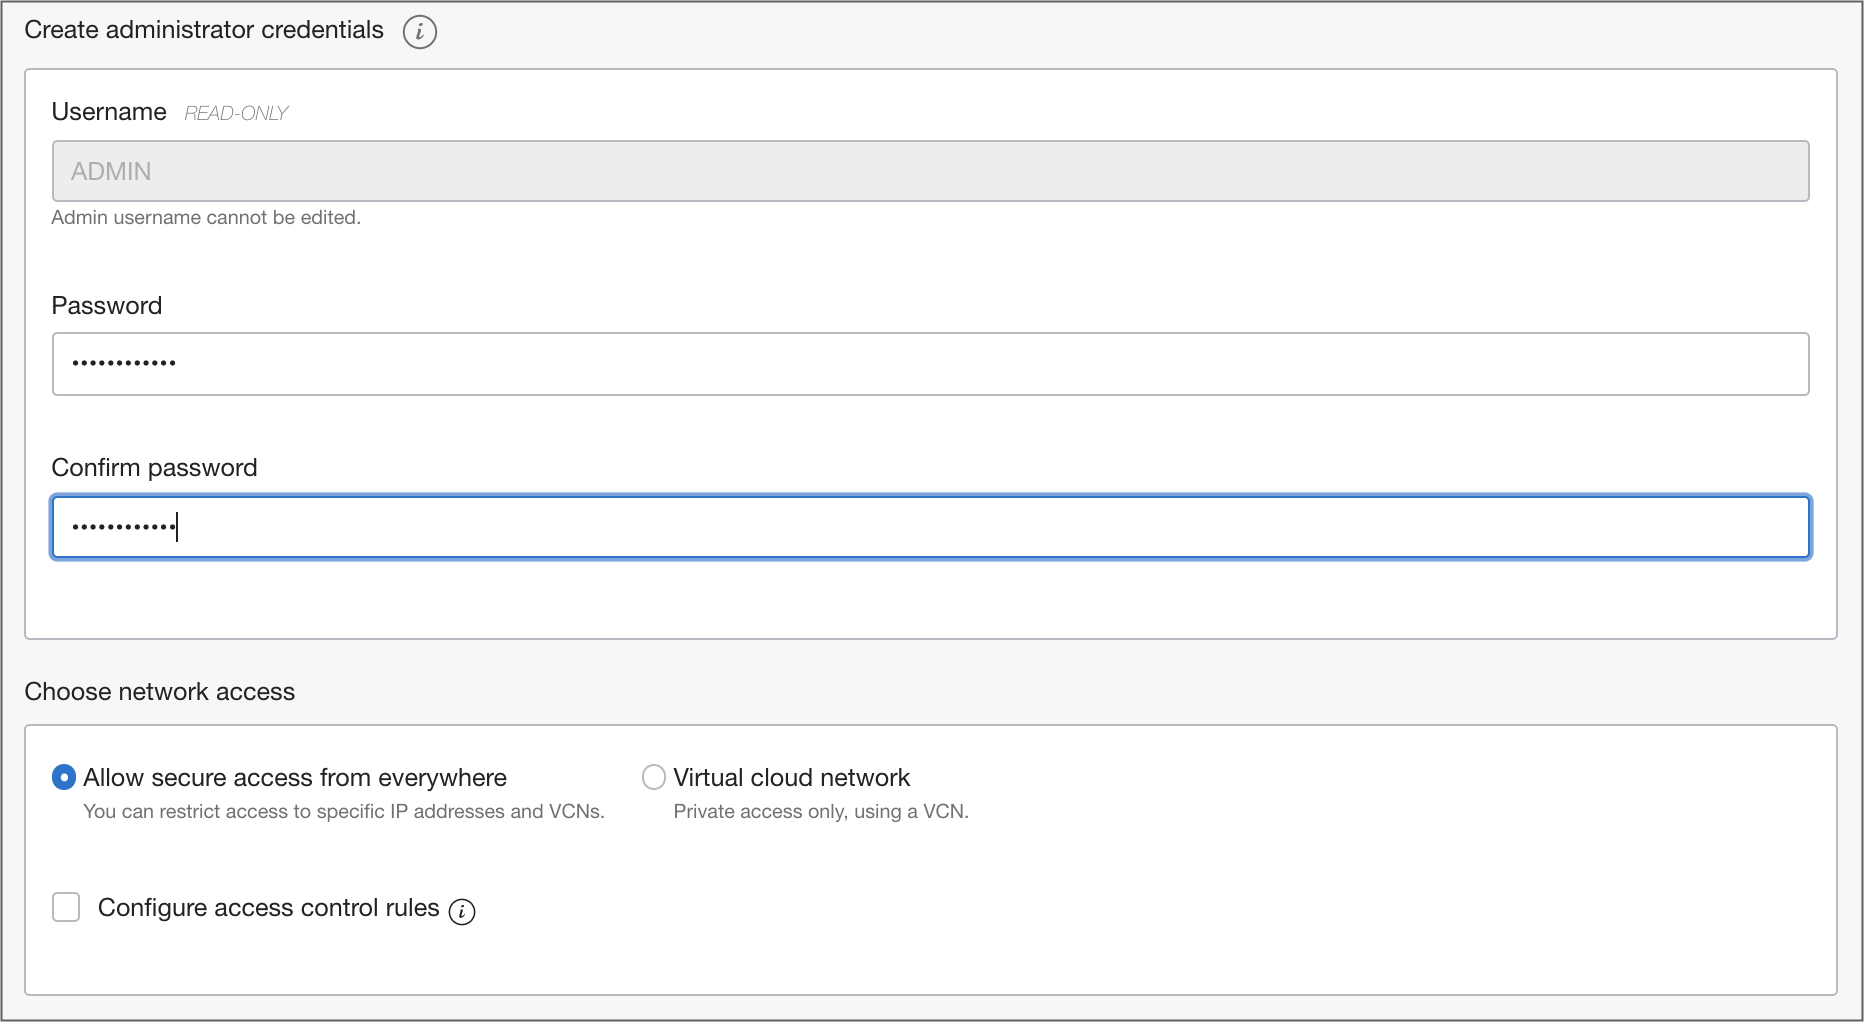 Create administrator credentials i
Username READ-ONLY
ADMIN
Admin username cannot be edited.
Password
••••••••••••
Confirm password
••••••••••••
Choose network access
Allow secure access from everywhere Virtual cloud network
You can restrict access to specific IP addresses and VCNs. Private access only, using a VCN.
Configure access control rules i